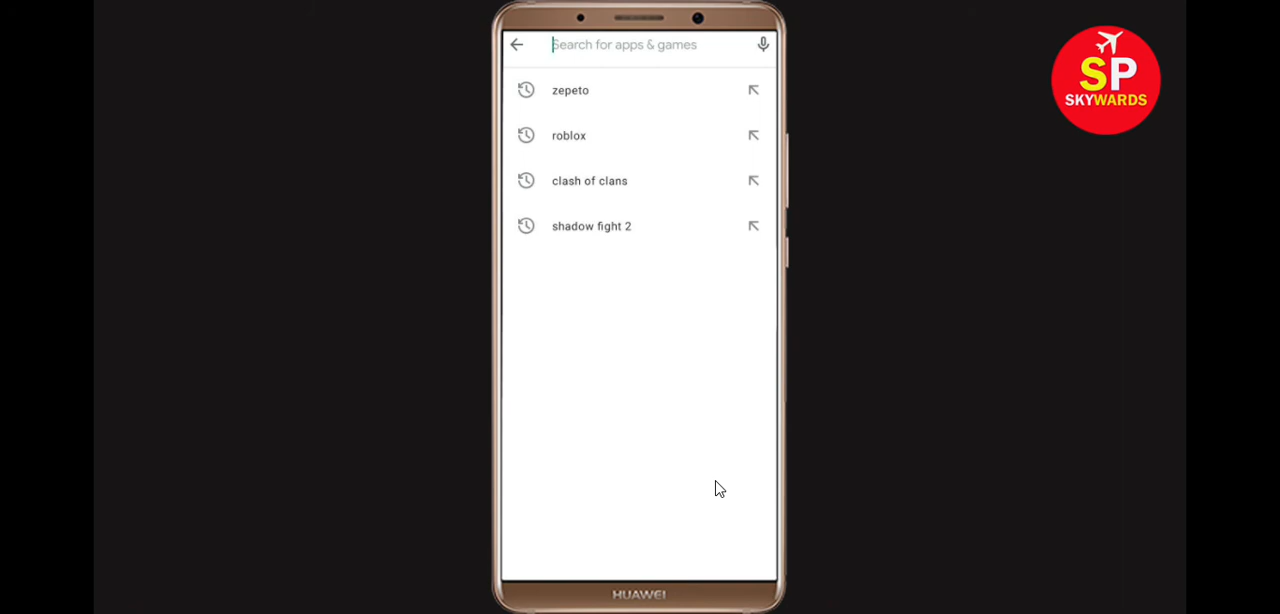 Search for apps & games
zepeto
roblox
clash of clans
shadow fight 2
HUAWEI
SP
SKYWARDS